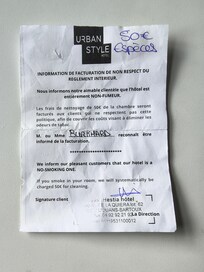 URBAN
STYLE
50€
Espèces
INFORMATION DE FACTURATION DE NON RESPECT DU
REGLEMENT INTERIEUR.
Nous informons notre aimable clientèle que l'hôtel est
entièrement NON-FUMEUR.
Les frais de nettoyage de 50€ de la chambre seront
facturés aux clients qui ne respectent pas cette
politique, afin de couvrir les coûts visant à éliminer les
odeurs de tabac.
M. ou Mme BURKHARD reconnaît être
informé de la facturation.
We inform our pleasant customers that our hotel is a
NO-SMOKING ONE.
If you smoke in your room, we will automatically be
charged 50€ for cleaning.
Signature client
Hestia hôtel
La Direction